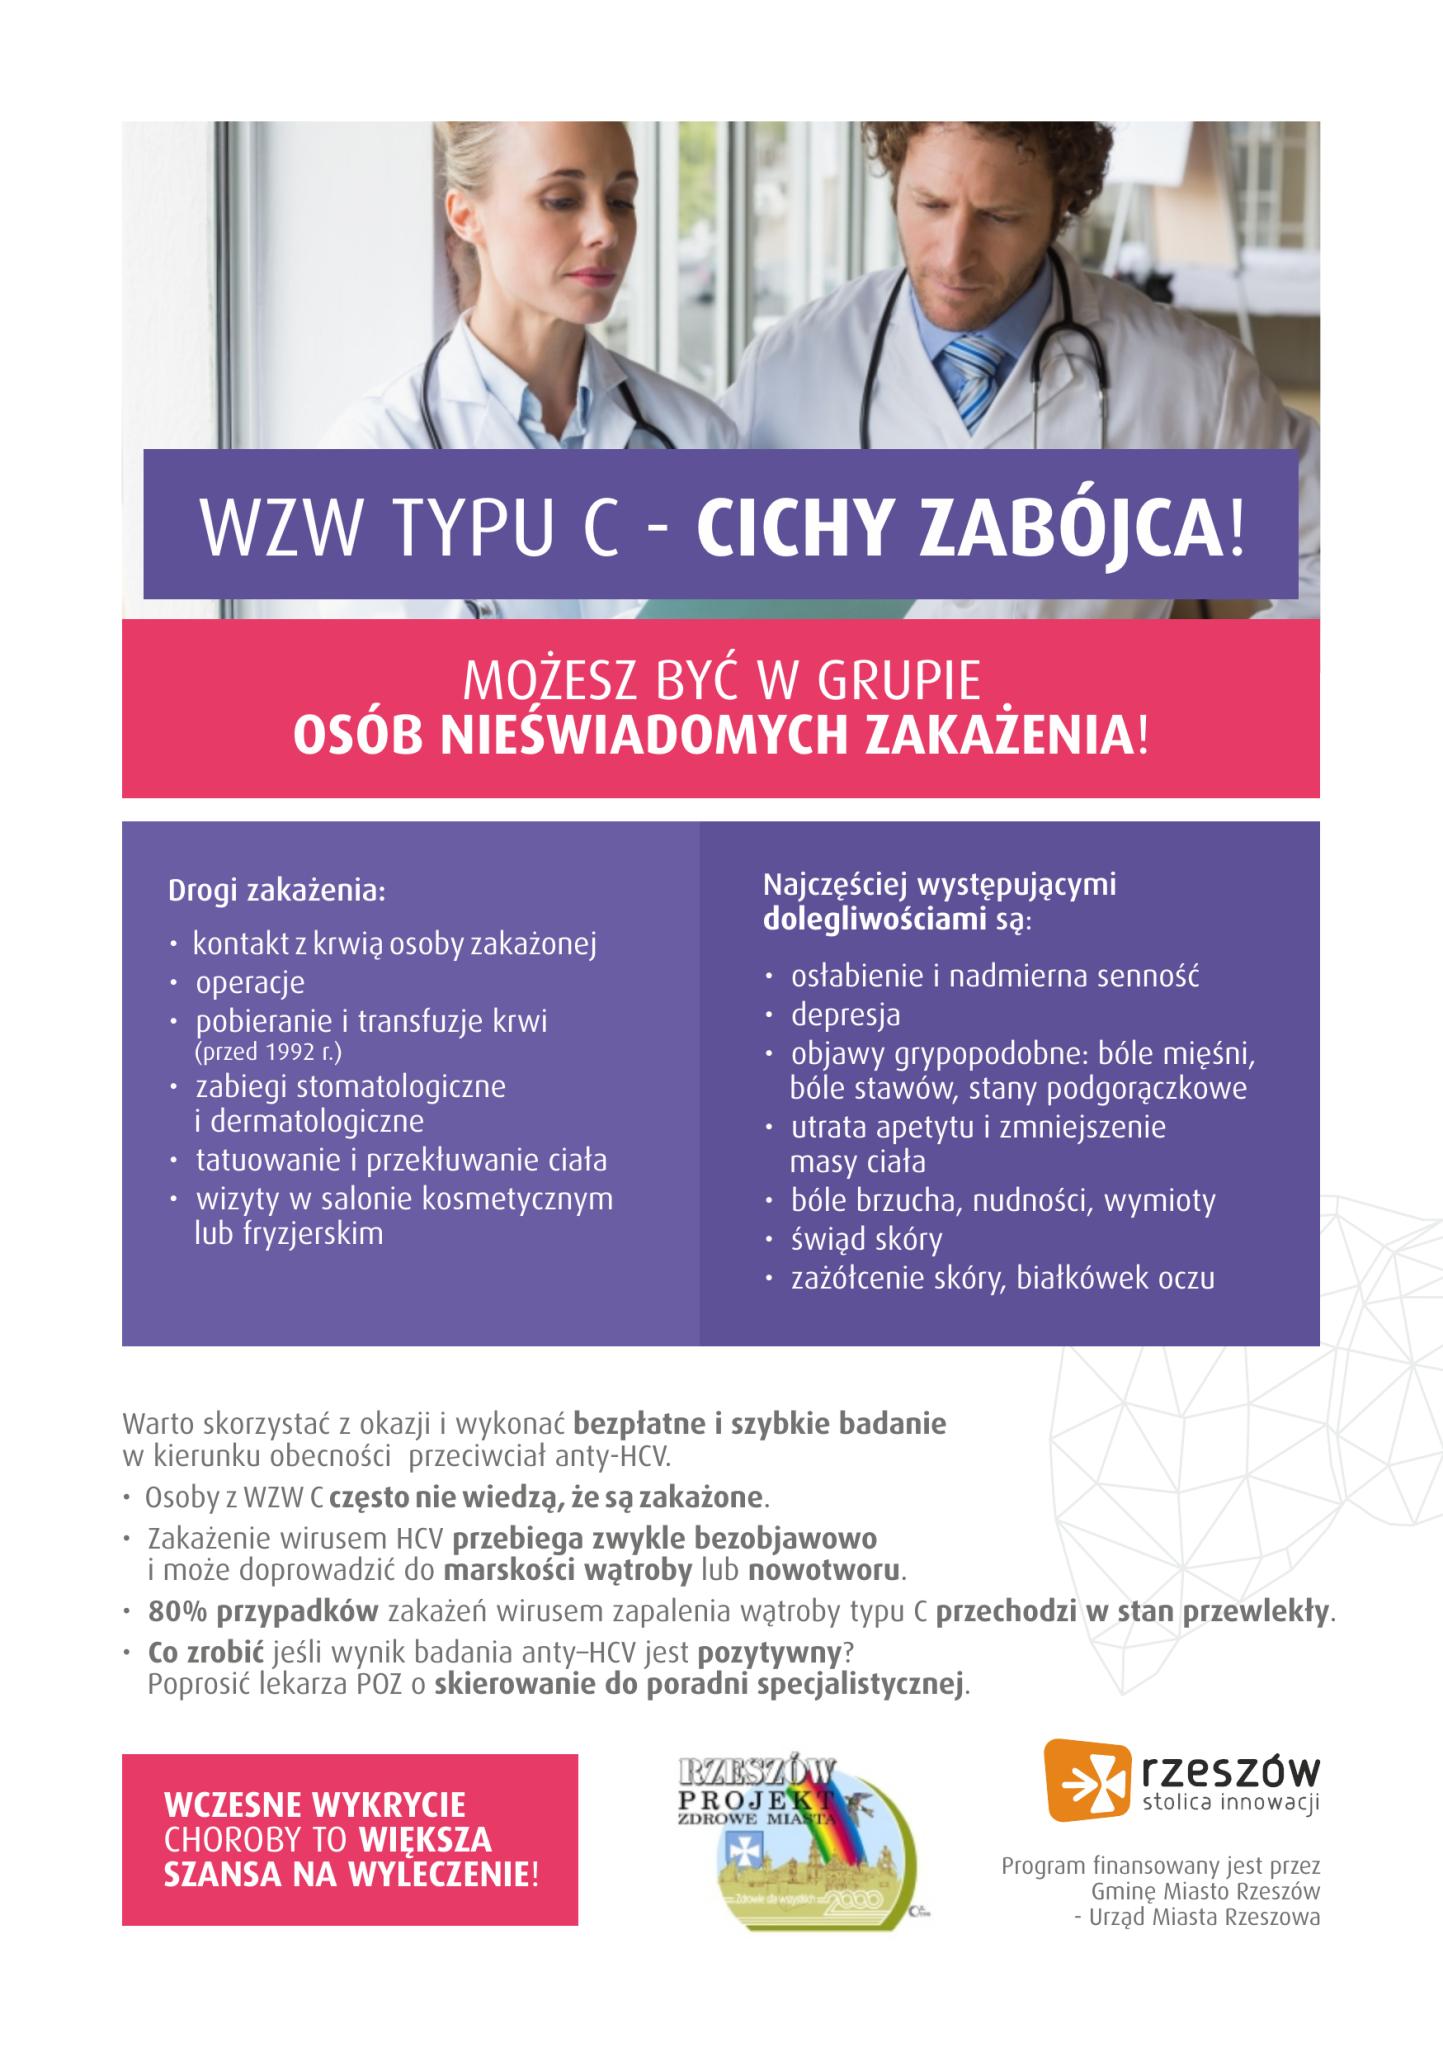 WZW TYPU C - CICHY ZABÓJCA!
MOŻESZ BYĆ W GRUPIE
OSÓB NIEŚWIADOMYCH ZAKAŻENIA!
Drogi zakażenia:
• kontakt z krwią osoby zakażonej
• operacje
• pobieranie i transfuzje krwi
(przed 1992 r.)
• zabiegi stomatologiczne
i dermatologiczne
• tatuowanie i przekłuwanie ciała
• wizyty w salonie kosmetycznym
lub fryzjerskim
Najczęściej występującymi
dolegliwościami są:
• osłabienie i nadmierna senność
• depresja
• objawy grypopodobne: bóle mięśni,
bóle stawów, stany podgorączkowe
• utrata apetytu i zmniejszenie
masy ciała
• bóle brzucha, nudności, wymioty
• świąd skóry
• zażółcenie skóry, białkówek oczu
Warto skorzystać z okazji i wykonać bezpłatne i szybkie badanie
w kierunku obecności przeciwciał anty-HCV.
• Osoby z WZW C często nie wiedzą, że są zakażone.
• Zakażenie wirusem HCV przebiega zwykle bezobjawowo
i może doprowadzić do marskości wątroby lub nowotworu.
• 80% przypadków zakażeń wirusem zapalenia wątroby typu C przechodzi w stan przewlekły.
• Co zrobić jeśli wynik badania anty–HCV jest pozytywny?
Poprosić lekarza POZ o skierowanie do poradni specjalistycznej.
WCZESNE WYKRYCIE
CHOROBY TO WIĘKSZA
SZANSA NA WYLECZENIE!
RZESZÓW
PROJEKT
ZDROWE MIASTA
Zdrowie dla wszystkich 2000
rzeszów
stolica innowacji
Program finansowany jest przez
Gminę Miasto Rzeszów
- Urząd Miasta Rzeszowa